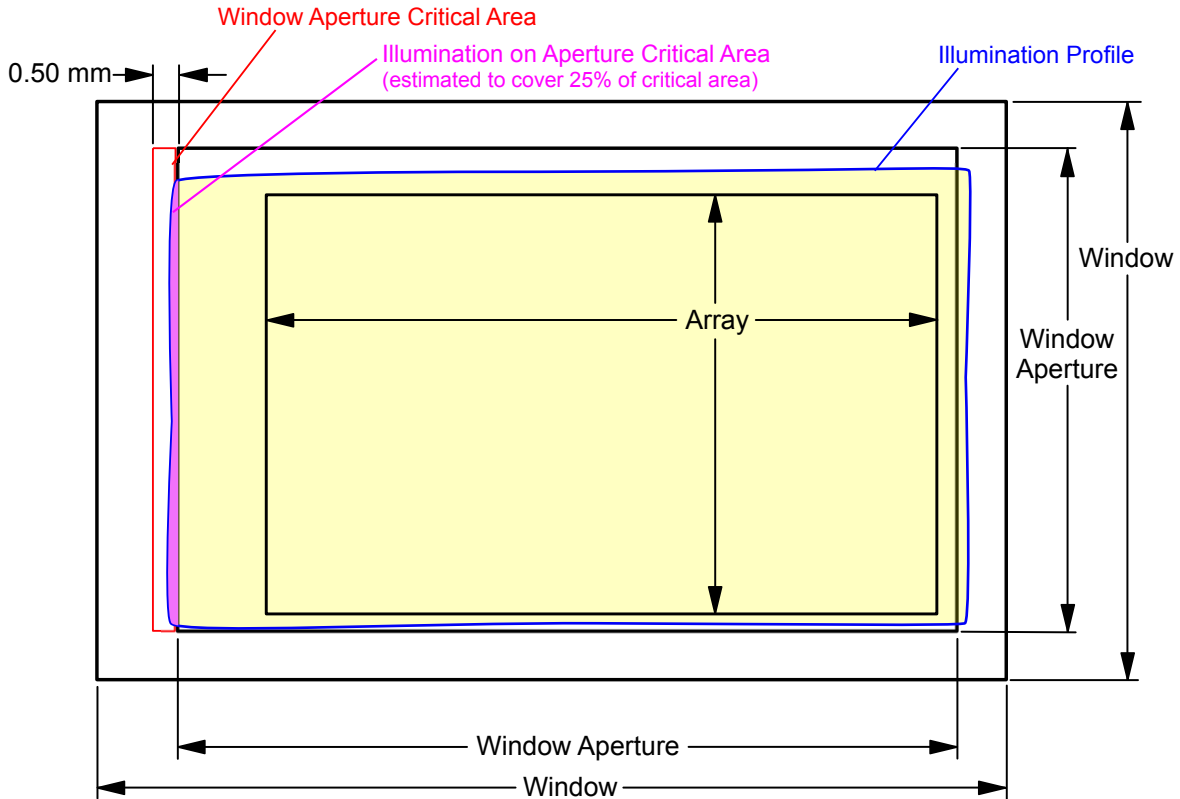 Window Aperture Critical Area
Illumination on Aperture Critical Area
(estimated to cover 25% of critical area)
Illumination Profile
0.50 mm
Window
Array
Window
Aperture
Window Aperture
Window